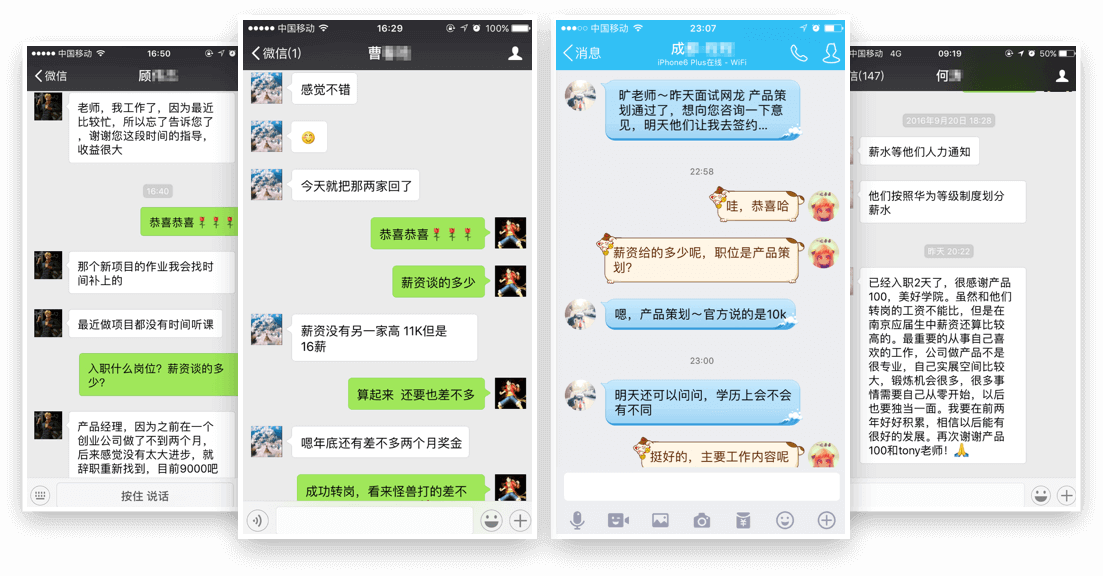 中国移动
16:50
微信
顾
老师，我工作了，因为最近
比较忙，所以忘了告诉您了
，谢谢您这段时间的指导，
收益很大
16:40
恭喜恭喜
那个新项目的作业我会找时
间补上的
最近做项目都没有时间听课
入职什么岗位？薪资谈的多
少？
产品经理，因为之前在一个
创业公司做了不到两个月，
后来感觉没有太大进步，就
辞职重新找到，目前9000吧
按住 说话
中国移动
16:29
100%
微信(1)
曹
感觉不错
今天就把那两家回了
恭喜恭喜
薪资谈的多少
薪资没有另一家高 11K但是
16薪
算起来 还要也差不多
嗯年底还有差不多两个月奖金
成功转岗，看来怪兽打的差不
中国移动
23:07
消息
成
iPhone6 Plus在线 - WiFi
旷老师～昨天面试网龙 产品策
划通过了，想向您咨询一下意
见，明天他们让我去签约...
22:58
哇，恭喜哈
薪资给的多少呢，职位是产品策
划？
嗯，产品策划～官方说的是10k
23:00
明天还可以问问，学历上会不会
有不同
挺好的，主要工作内容呢
中国移动 4G
09:19
50%
信(147)
何
2016年9月20日 18:28
薪水等他们人力通知
他们按照华为等级制度划分
薪水
昨天 20:22
已经入职2天了，很感谢产品
100，美好学院。虽然和他们
转岗的工资不能比，但是在
南京应届生中薪资还算比较
高的。最重要的从事自己喜
欢的工作，公司做产品不是
很专业，自己实展空间比较
大，锻炼机会很多，很多事
情需要自己从零开始，以后
也要独当一面。我要在前两
年好好积累，相信以后能有
很好的发展。再次谢谢产品
100和tony老师！